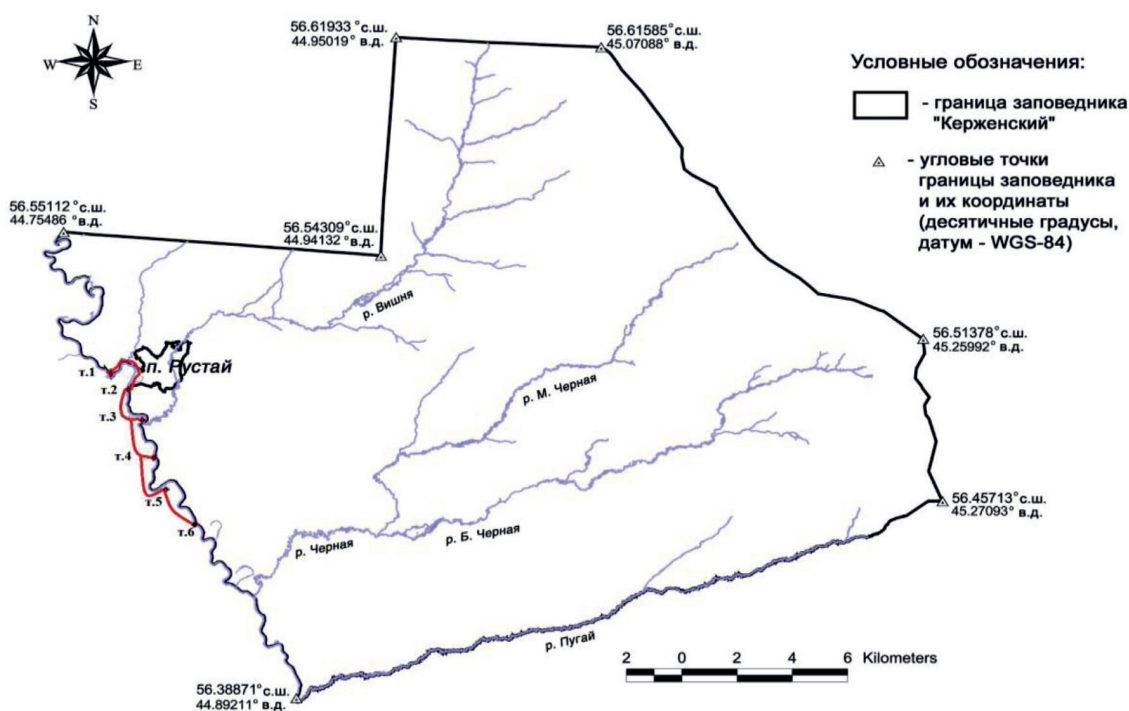 N
W E
S
56.61933° с.ш.
44.95019° в.д.
56.61585° с.ш.
45.07088° в.д.
Условные обозначения:
- граница заповедника
"Керженский"
- угловые точки
границы заповедника
и их координаты
(десятичные градусы,
датум - WGS-84)
56.55112 °с.ш.
44.75486 ° в.д.
56.54309° с.ш.
44.94132 ° в.д.
р. Вишня
56.51378° с.ш.
45.25992° в.д.
п. Рустай
т.1
т.2
т.3
т.4
т.5
т.6
р. М. Черная
р. Б. Черная
р. Черная
56.45713° с.ш.
45.27093° в.д.
р. Пугай
56.38871° с.ш.
44.89211° в.д.
2 0 2 4 6 Kilometers